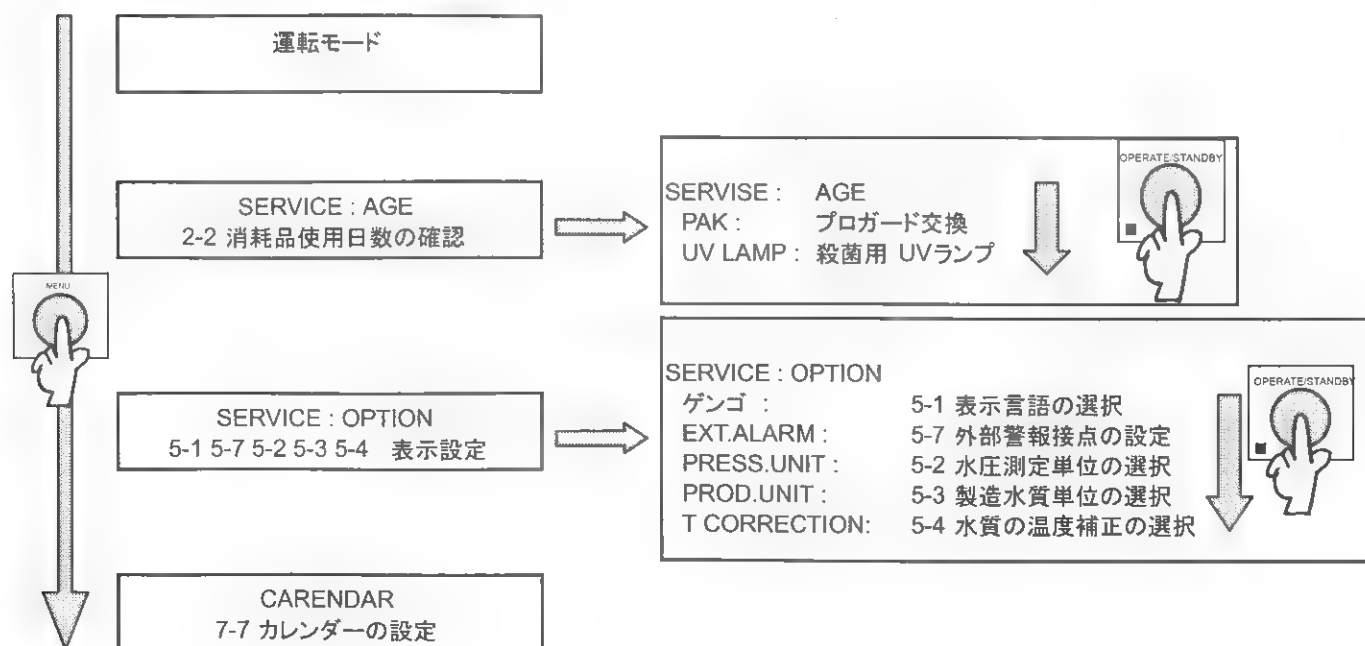 運転モード
SERVICE : AGE
2-2 消耗品使用日数の確認
SERVISE : AGE
PAK : プロガード交換
UV LAMP : 殺菌用 UVランプ
OPERATE/STANDBY
MENU
SERVICE : OPTION
5-1 5-7 5-2 5-3 5-4 表示設定
SERVICE : OPTION
ゲンゴ : 5-1 表示言語の選択
EXT.ALARM : 5-7 外部警報接点の設定
PRESS.UNIT : 5-2 水圧測定単位の選択
PROD.UNIT : 5-3 製造水質単位の選択
T CORRECTION: 5-4 水質の温度補正の選択
OPERATE/STANDBY
CARENDAR
7-7 カレンダーの設定